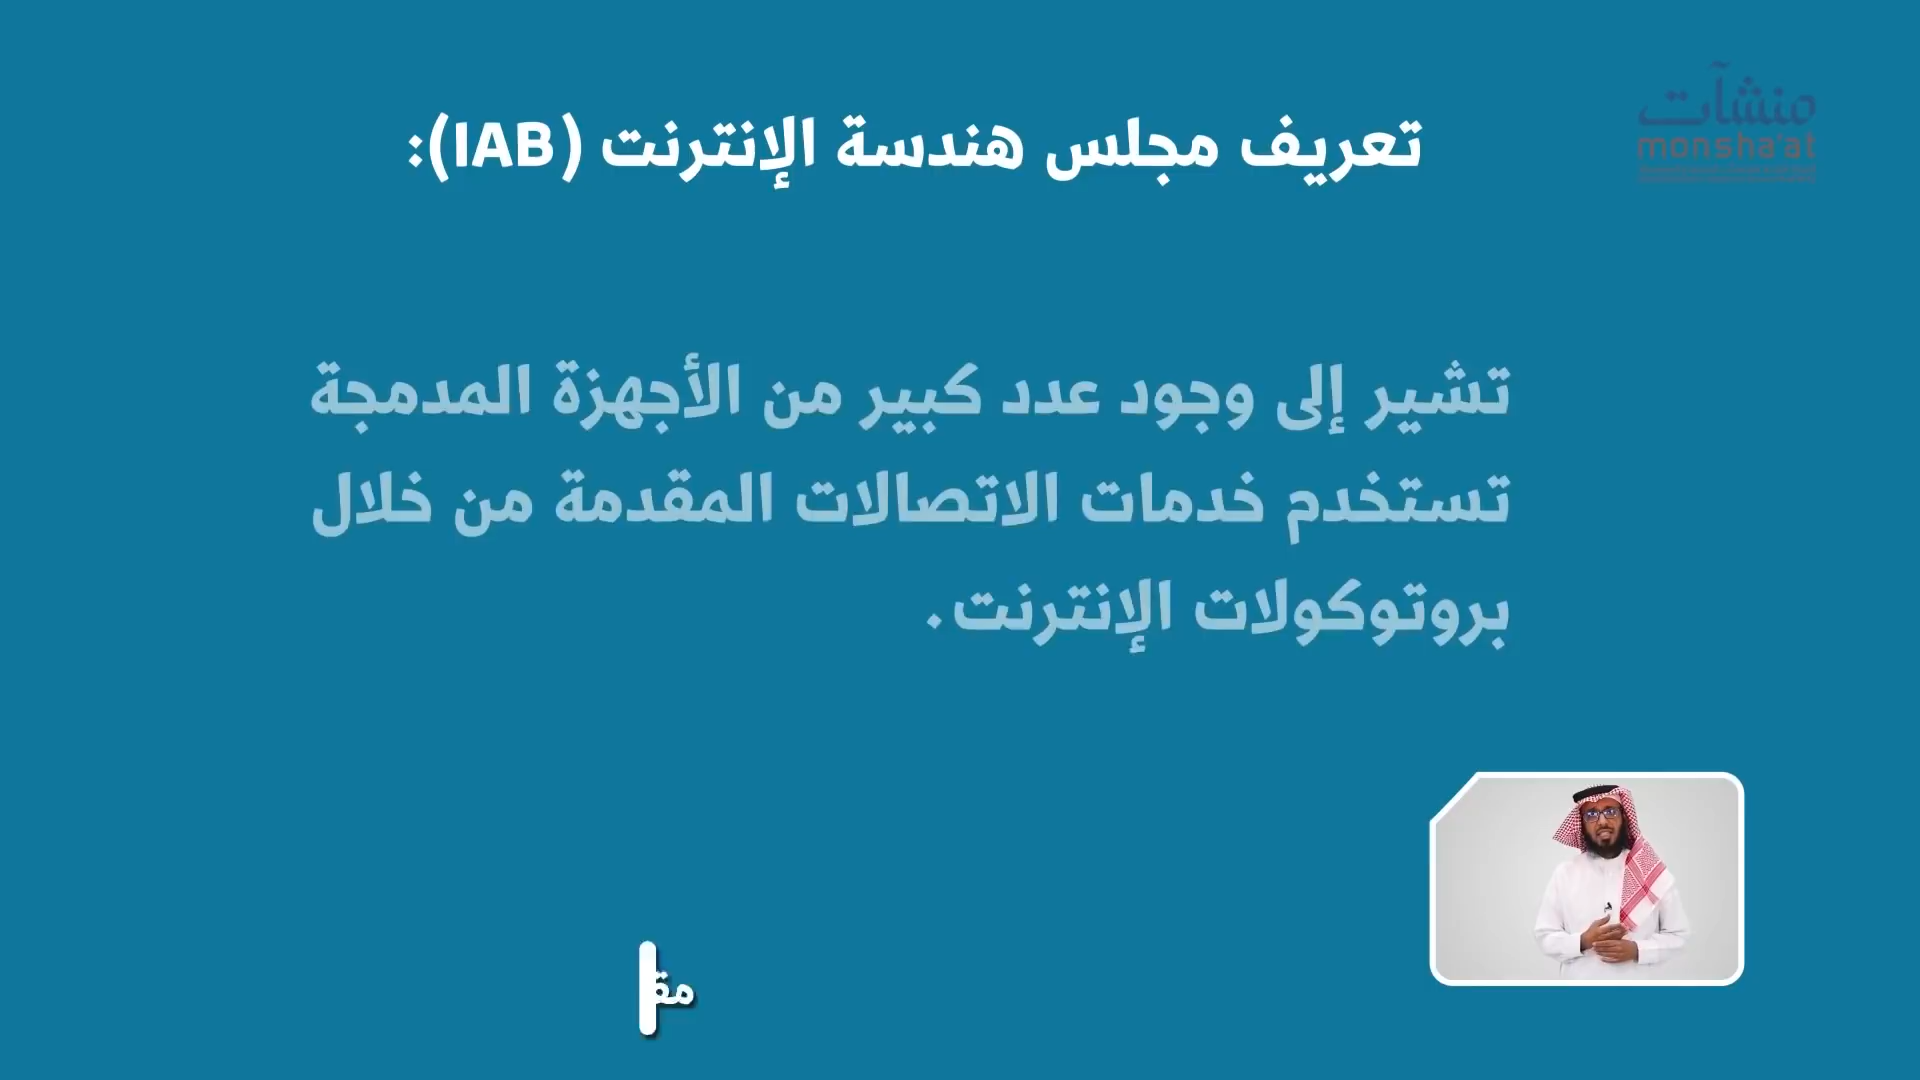 تعريف مجلس هندسة الإنترنت (IAB):
منشآت
monsha'at
تشير إلى وجود عدد كبير من الأجهزة المدمجة
تستخدم خدمات الاتصالات المقدمة من خلال
بروتوكولات الإنترنت.